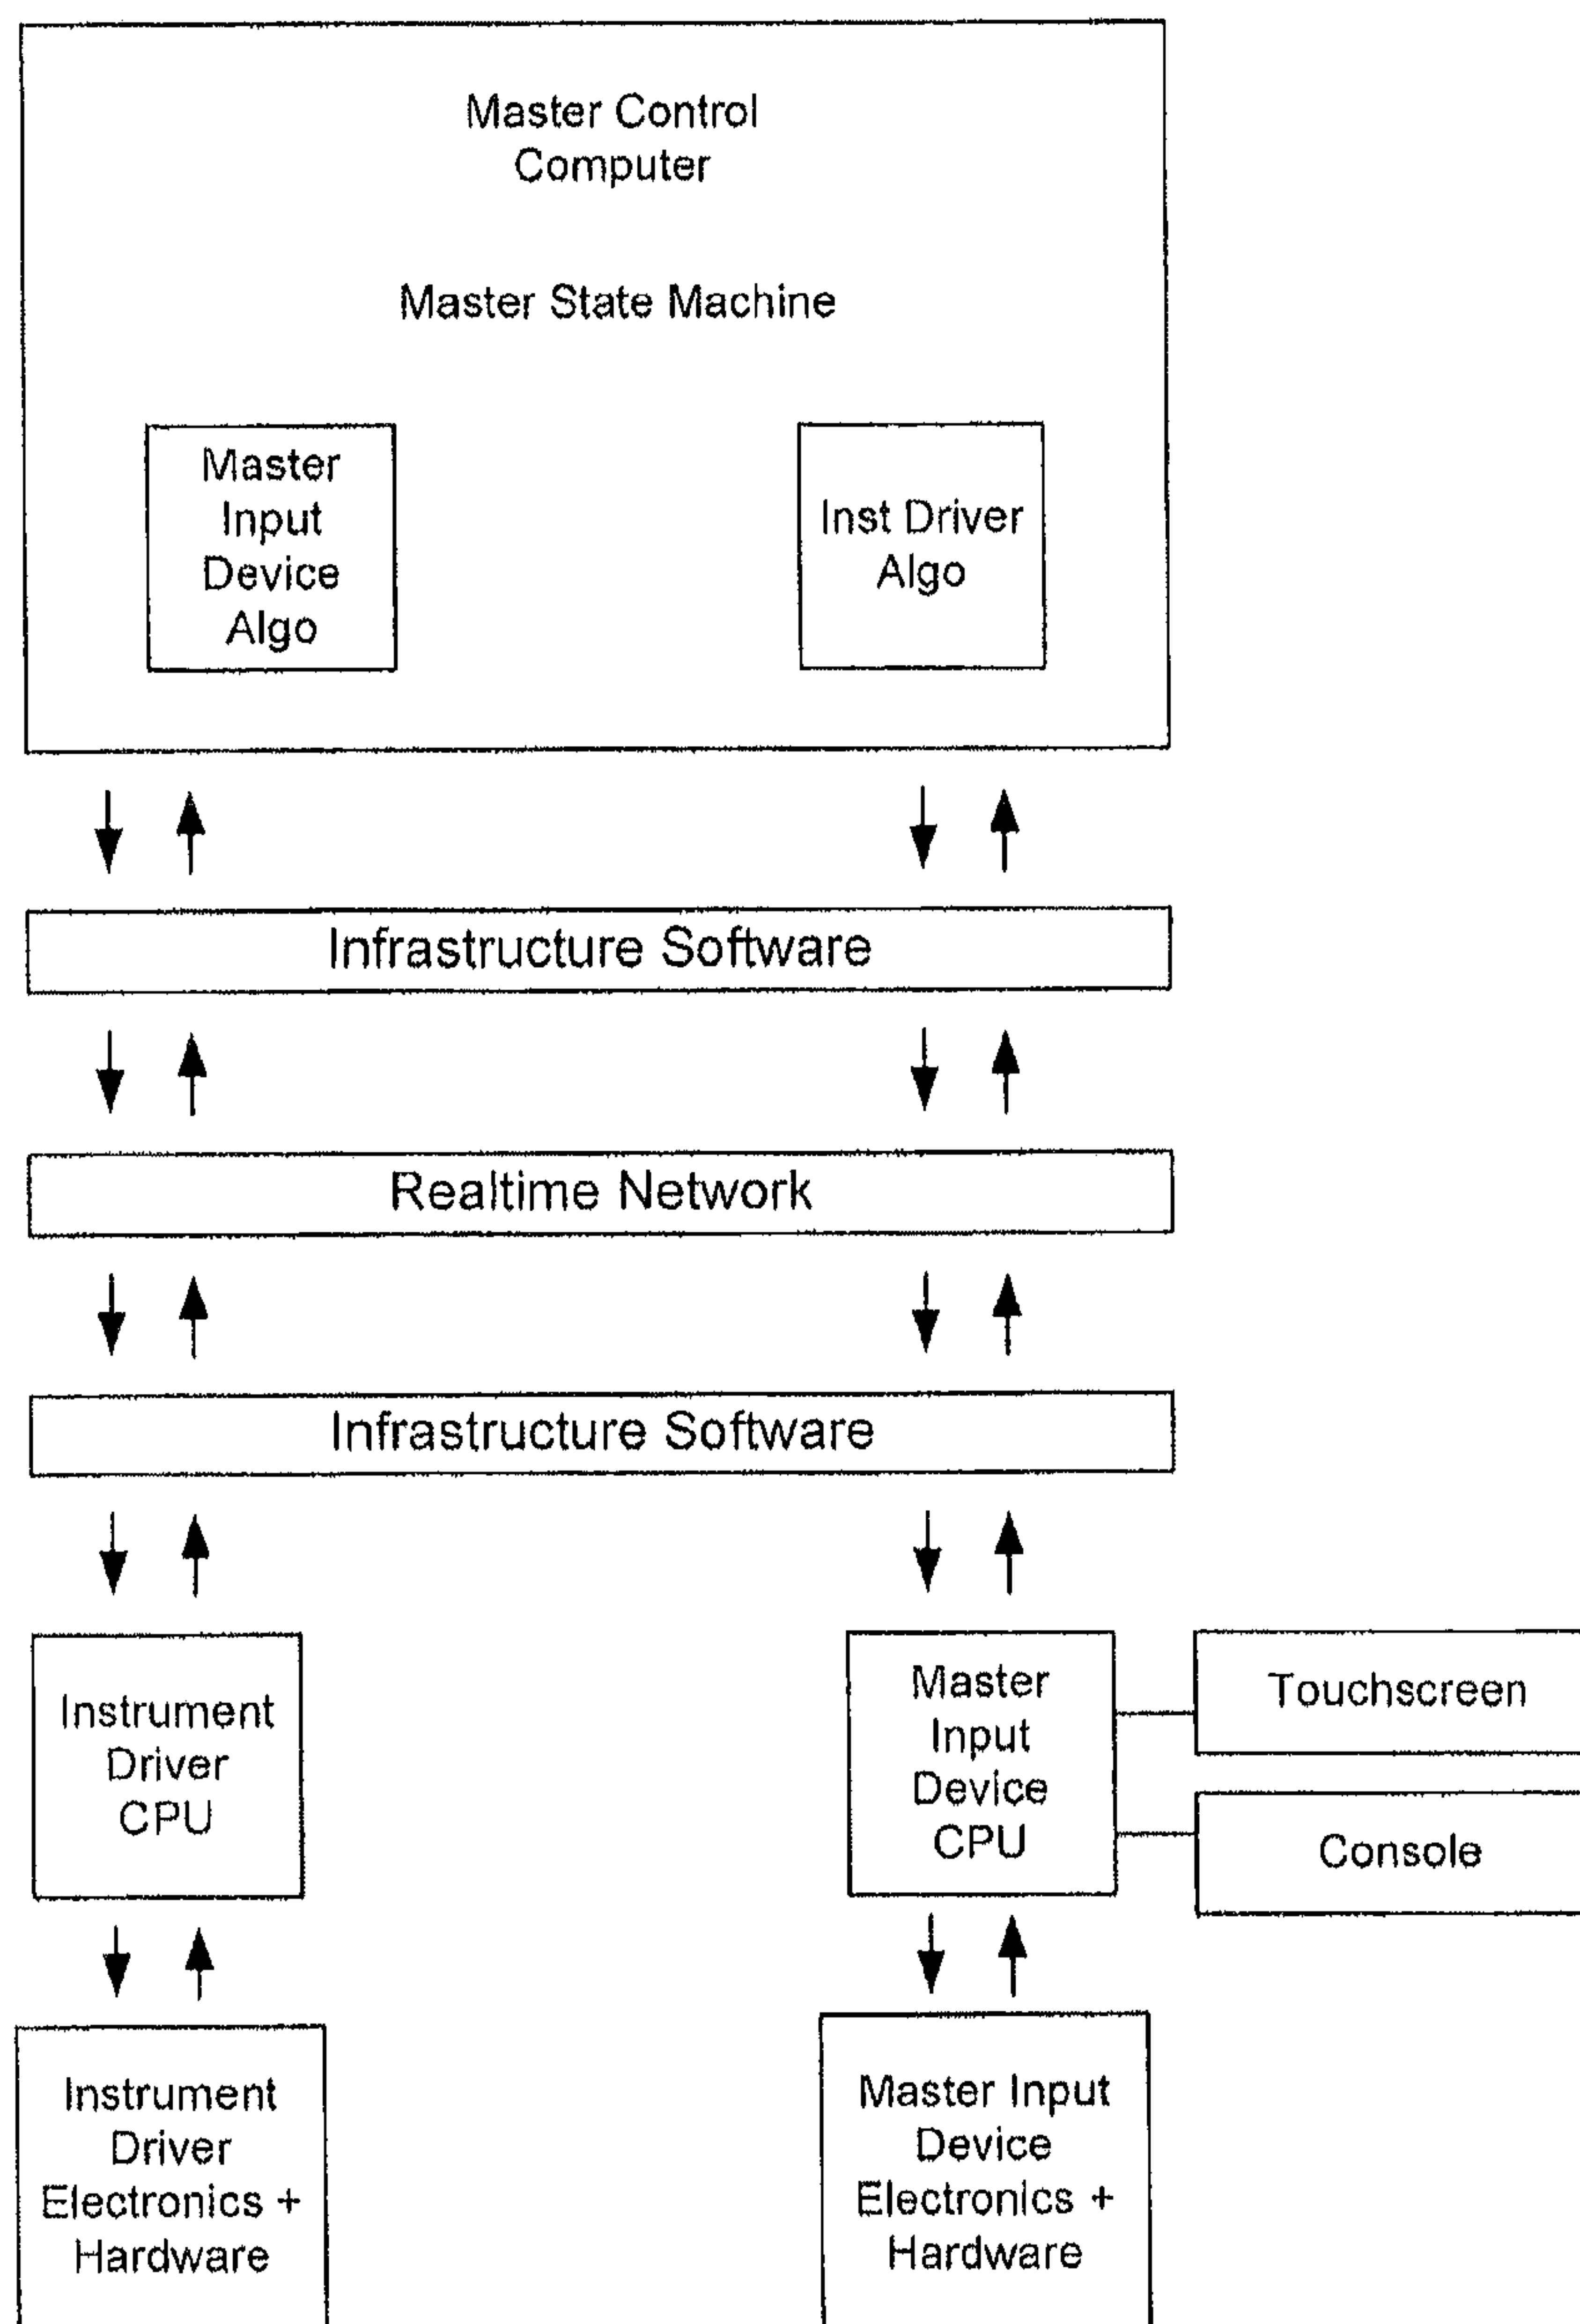 Master Control
Computer
Master State Machine
Master
Input
Device
Algo
Inst Driver
Algo
Infrastructure Software
Realtime Network
Infrastructure Software
Instrument
Driver
CPU
Master
Input
Device
CPU
Touchscreen
Console
Instrument
Driver
Electronics +
Hardware
Master Input
Device
Electronics +
Hardware